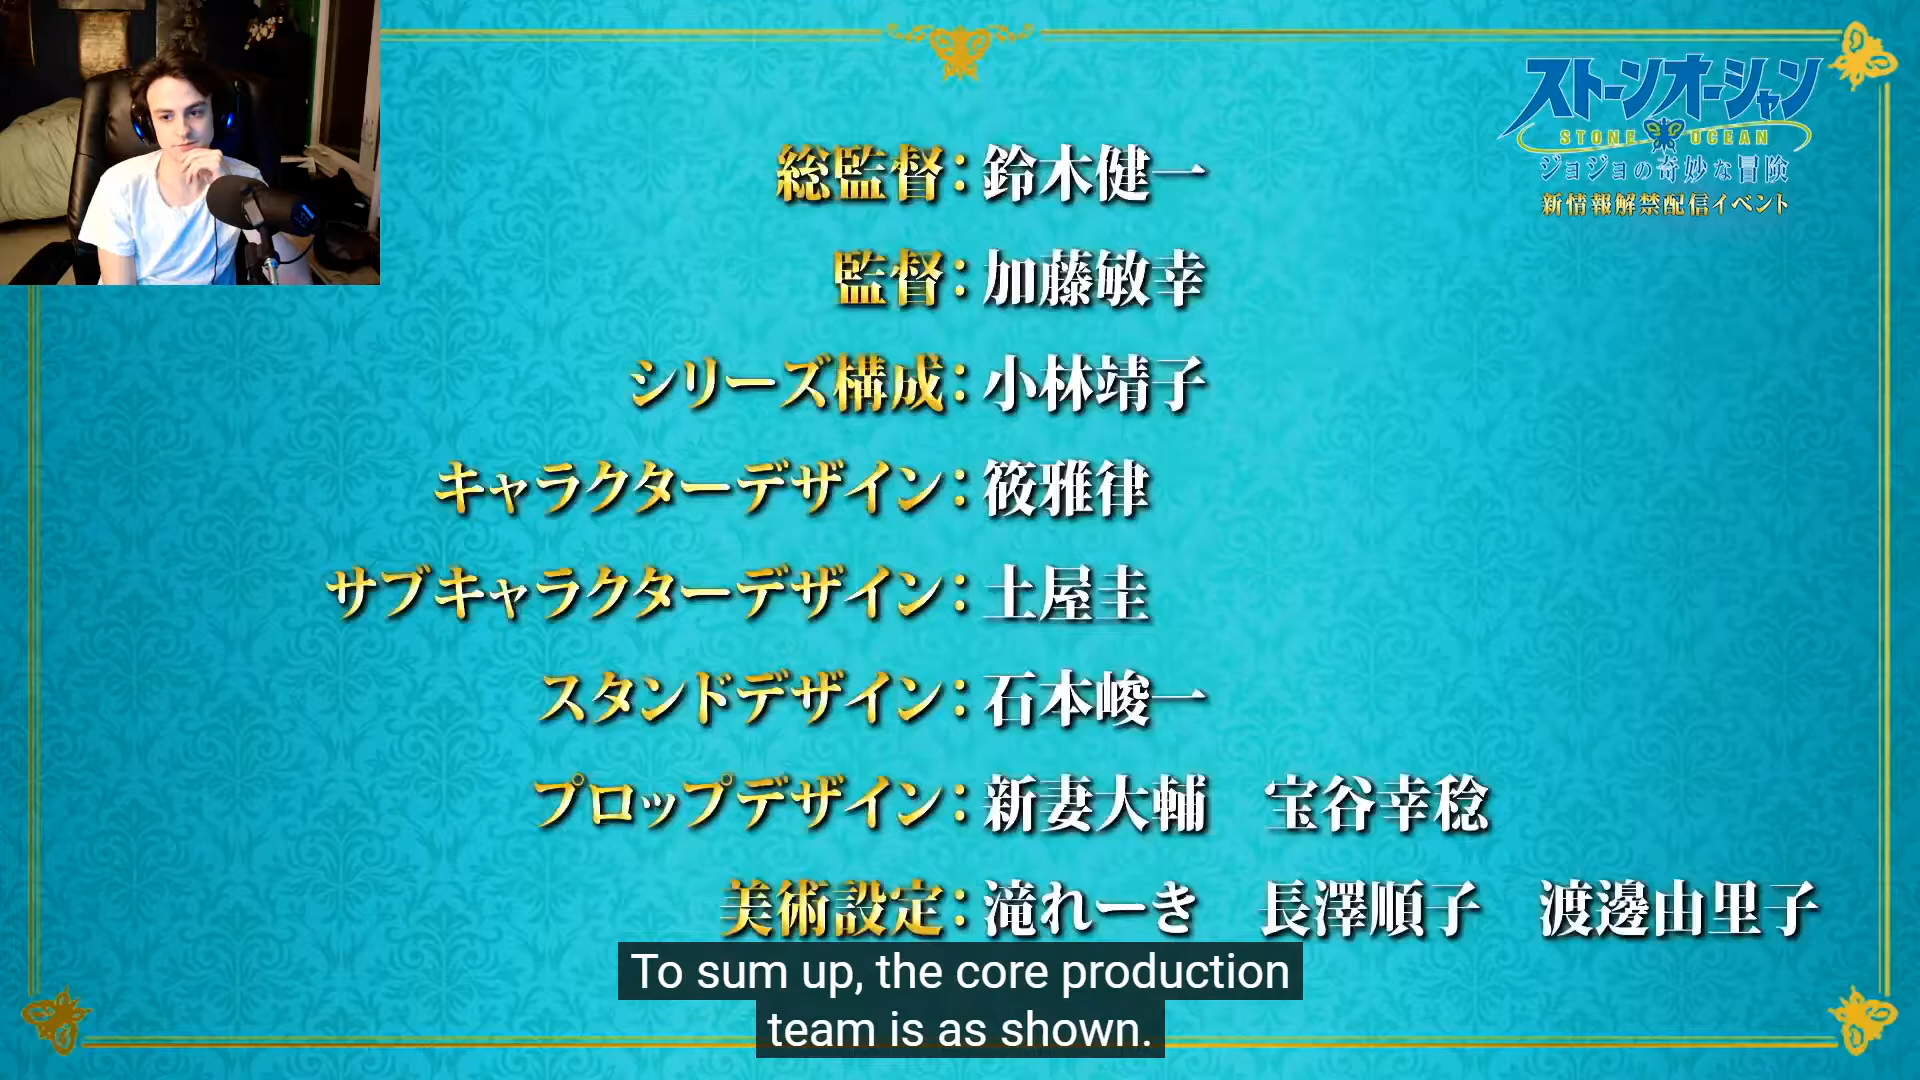 ストーンオーシャン
STONE OCEAN
ジョジョの奇妙な冒険
新情報解禁配信イベント
総監督：鈴木健一
監督：加藤敏幸
シリーズ構成：小林靖子
キャラクターデザイン：筱雅律
サブキャラクターデザイン：土屋圭
スタンドデザイン：石本峻一
プロップデザイン：新妻大輔　宝谷幸稔
美術設定：滝れーき　長澤順子　渡邊由里子
To sum up, the core production
team is as shown.